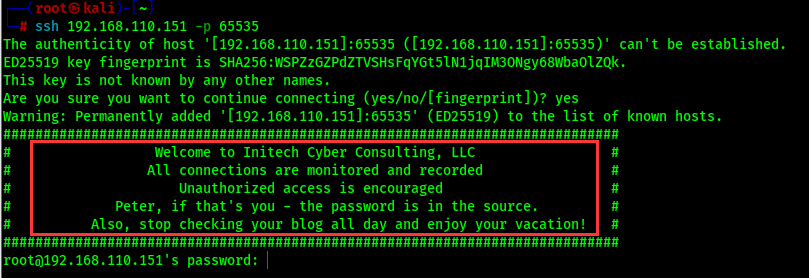 (root㉿kali)-[~]
# ssh 192.168.110.151 -p 65535
The authenticity of host '[192.168.110.151]:65535 ([192.168.110.151]:65535)' can't be established.
ED25519 key fingerprint is SHA256:WSPZzGZPdZTVSHsFqYGt5lN1jqIM3ONgy68WbaOlZQk.
This key is not known by any other names.
Are you sure you want to continue connecting (yes/no/[fingerprint])? yes
Warning: Permanently added '[192.168.110.151]:65535' (ED25519) to the list of known hosts.
##############################################################################
# Welcome to Initech Cyber Consulting, LLC #
# All connections are monitored and recorded #
# Unauthorized access is encouraged #
# Peter, if that's you - the password is in the source. #
# Also, stop checking your blog all day and enjoy your vacation! #
##############################################################################
root@192.168.110.151's password: